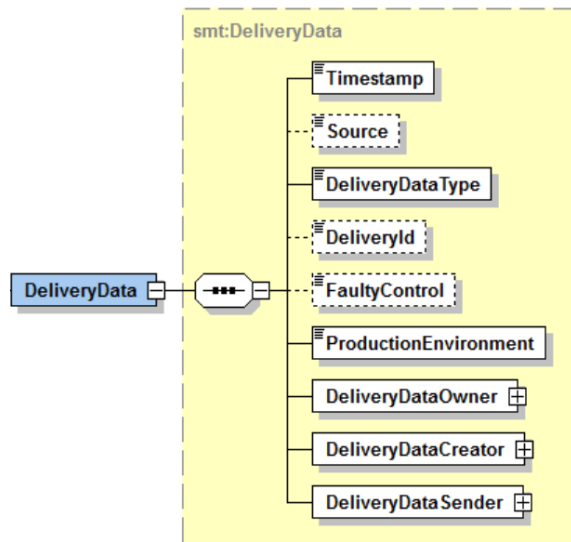 smt:DeliveryData
Timestamp
Source
DeliveryDataType
DeliveryId
DeliveryData
FaultyControl
ProductionEnvironment
DeliveryDataOwner
DeliveryDataCreator
DeliveryDataSender